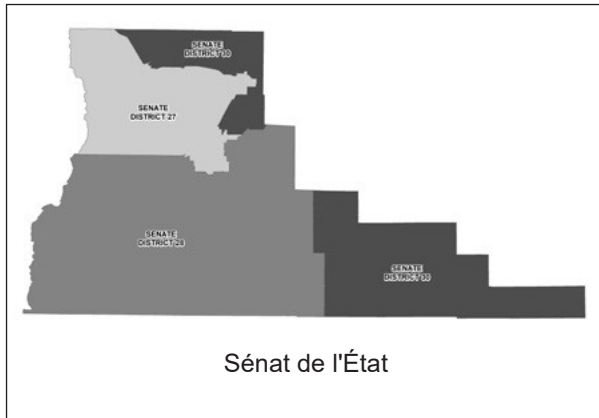 SENATE
DISTRICT 30
SENATE
DISTRICT 27
SENATE
DISTRICT 28
SENATE
DISTRICT 30
Sénat de l'État